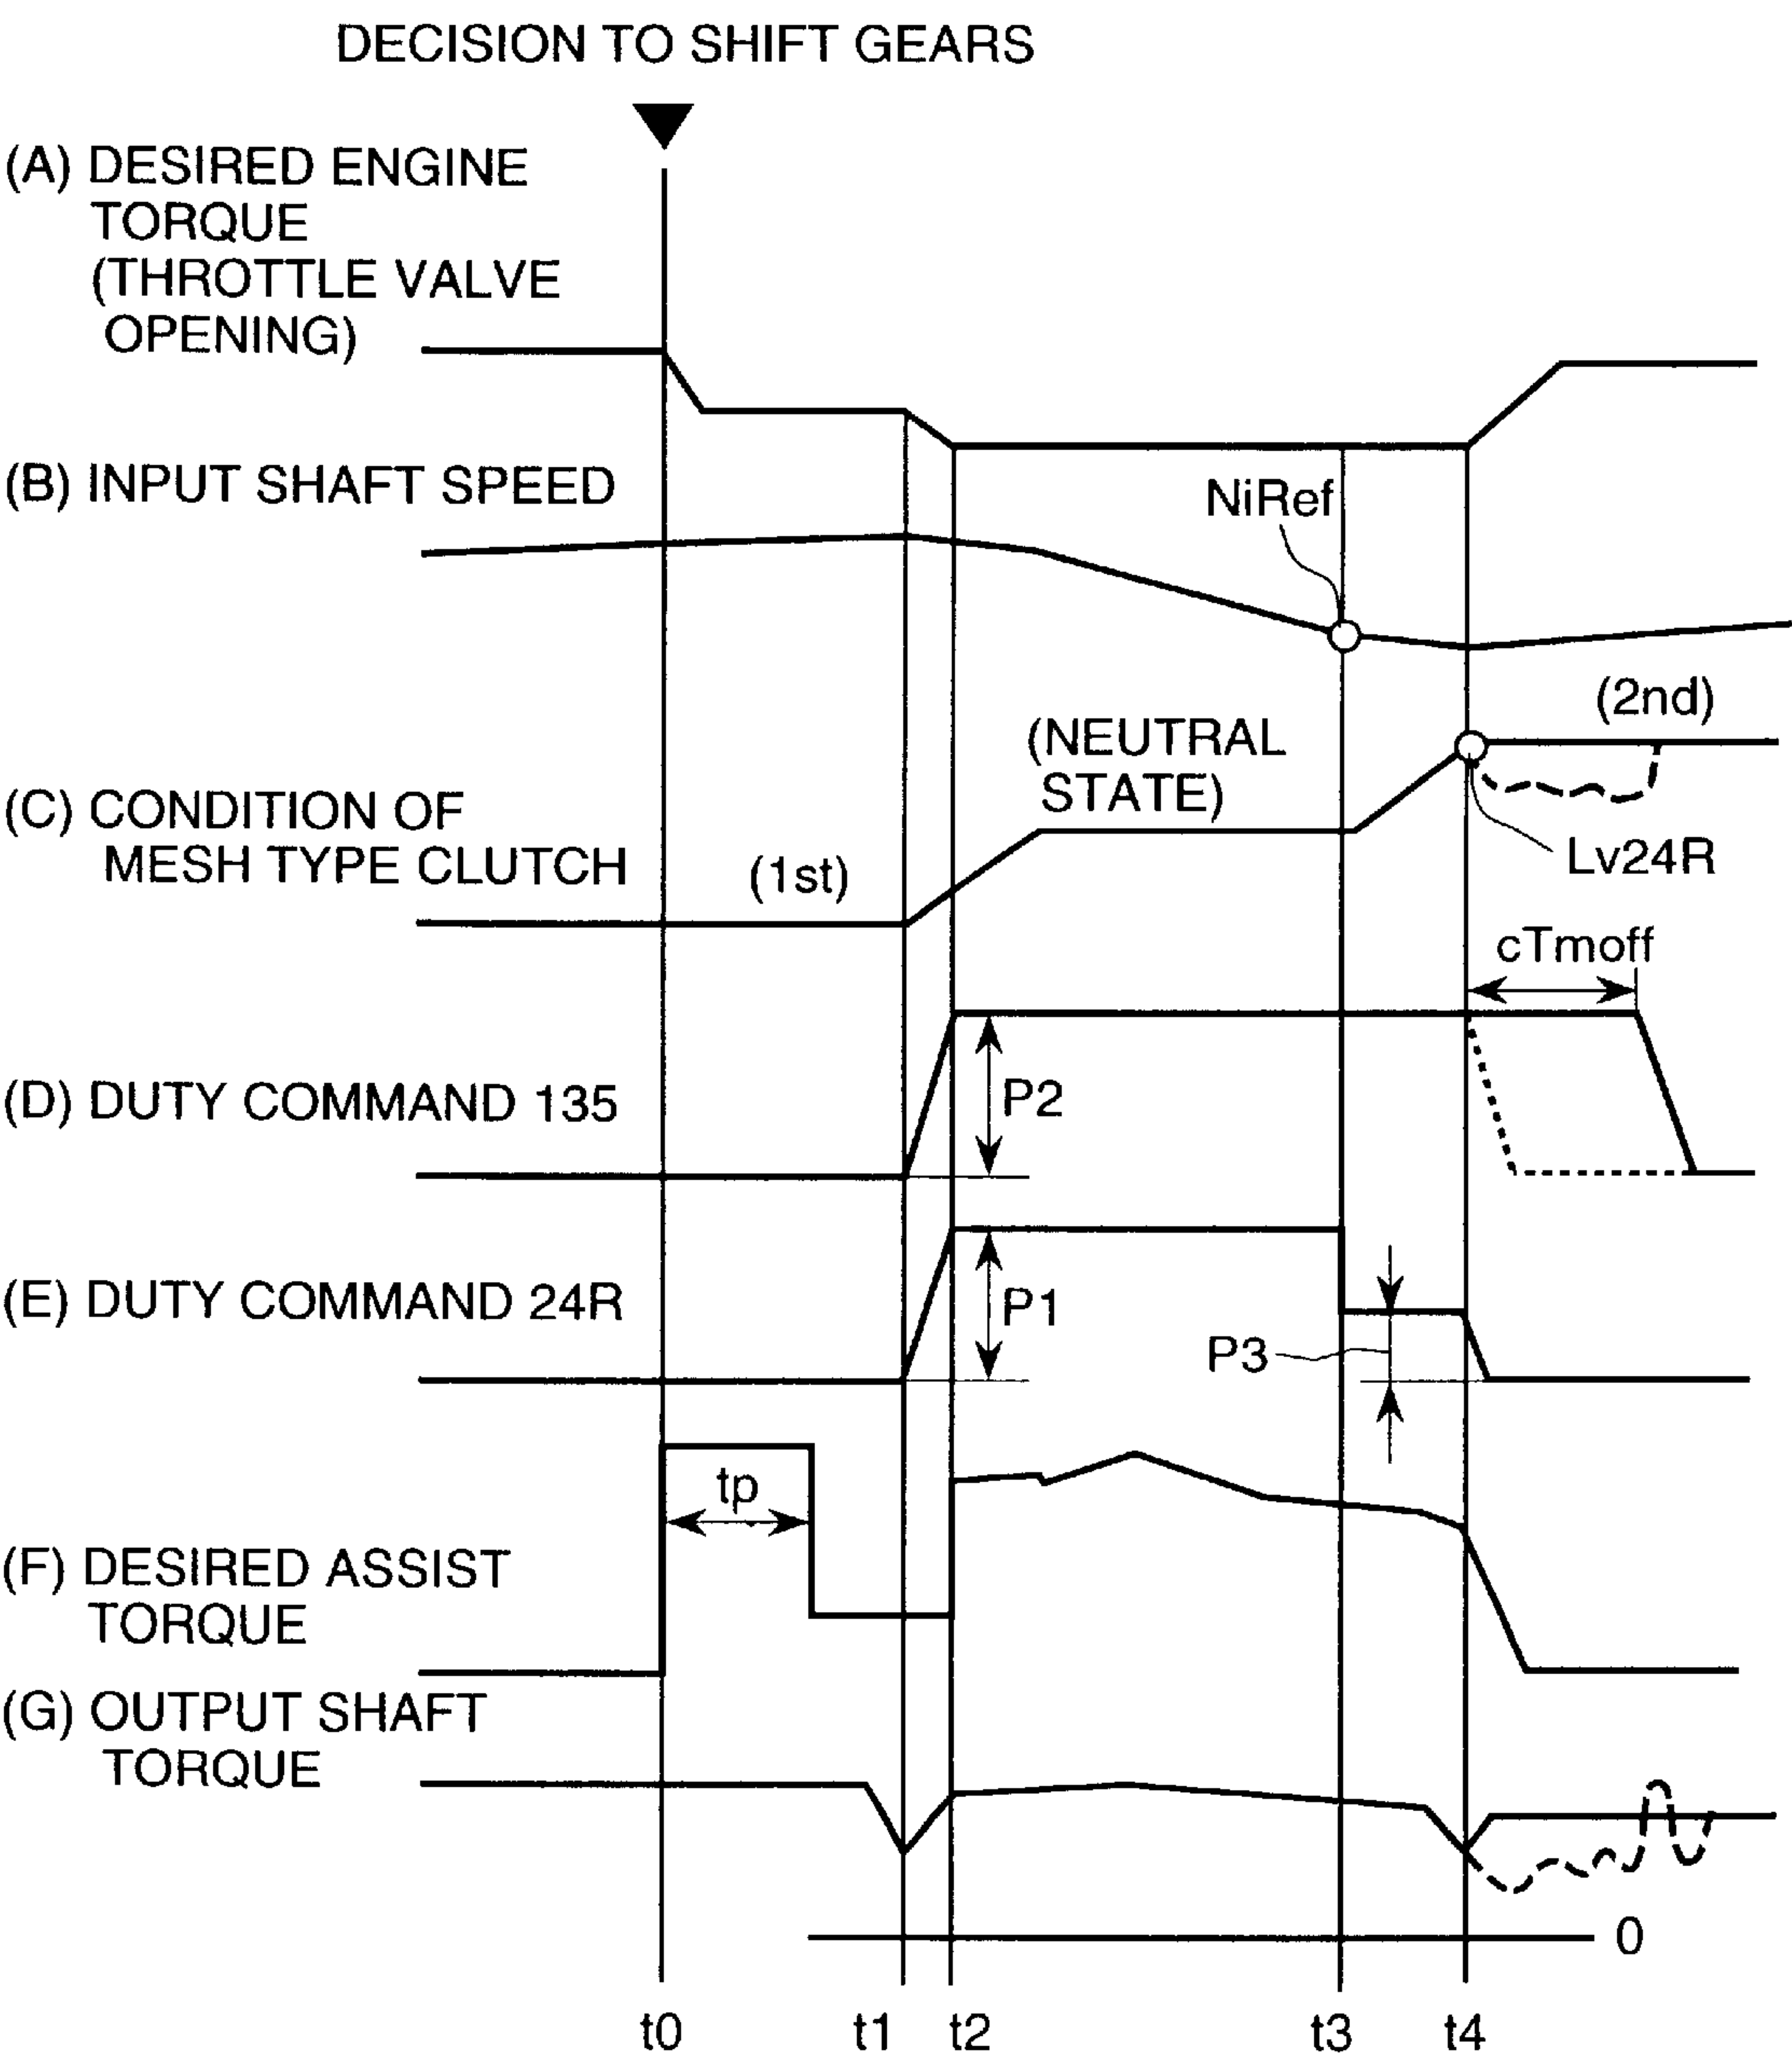 DECISION TO SHIFT GEARS
(A) DESIRED ENGINE
TORQUE
(THROTTLE VALVE
OPENING)
(B) INPUT SHAFT SPEED
NiRef
(2nd)
(NEUTRAL
STATE)
(C) CONDITION OF
MESH TYPE CLUTCH
(1st)
Lv24R
cTmoff
(D) DUTY COMMAND 135
P2
(E) DUTY COMMAND 24R
P1
P3
tp
(F) DESIRED ASSIST
TORQUE
(G) OUTPUT SHAFT
TORQUE
0
t0 t1 t2 t3 t4